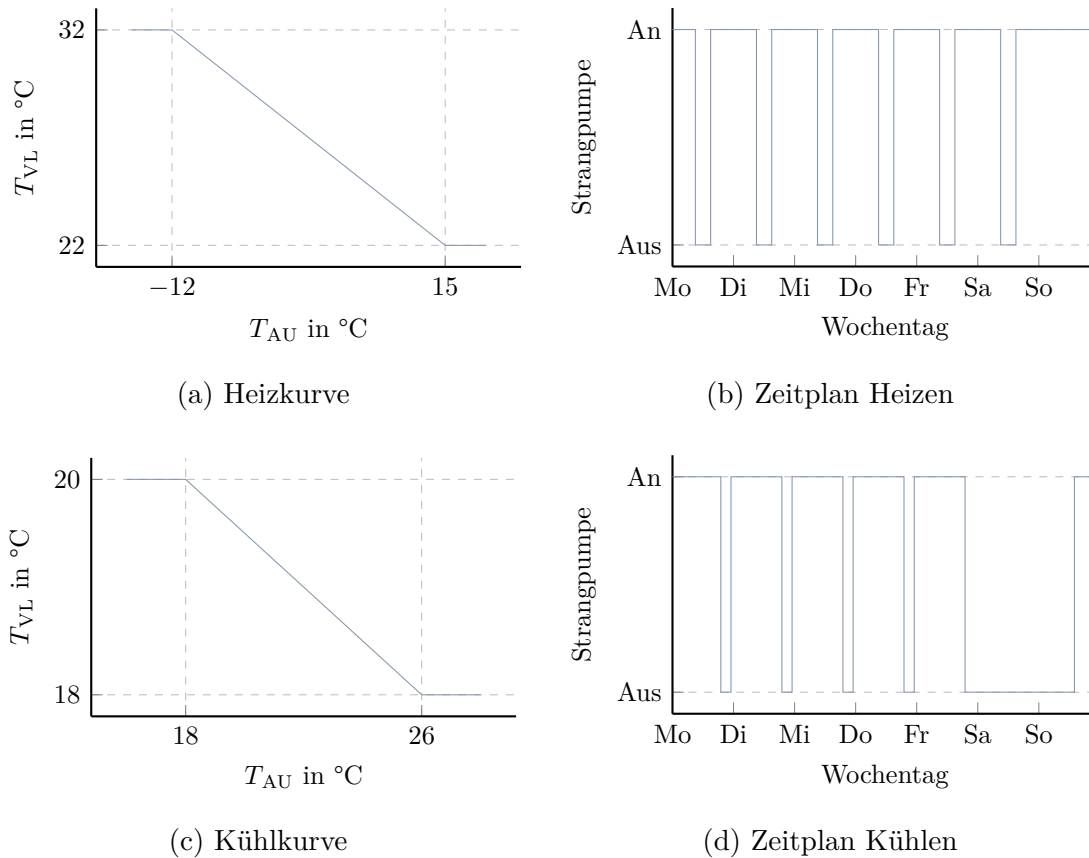 32
22
T_VL in °C
−12 15
T_AU in °C
(a) Heizkurve
An
Aus
Strangpumpe
Mo Di Mi Do Fr Sa So
Wochentag
(b) Zeitplan Heizen
20
18
T_VL in °C
18 26
T_AU in °C
(c) Kühlkurve
An
Aus
Strangpumpe
Mo Di Mi Do Fr Sa So
Wochentag
(d) Zeitplan Kühlen